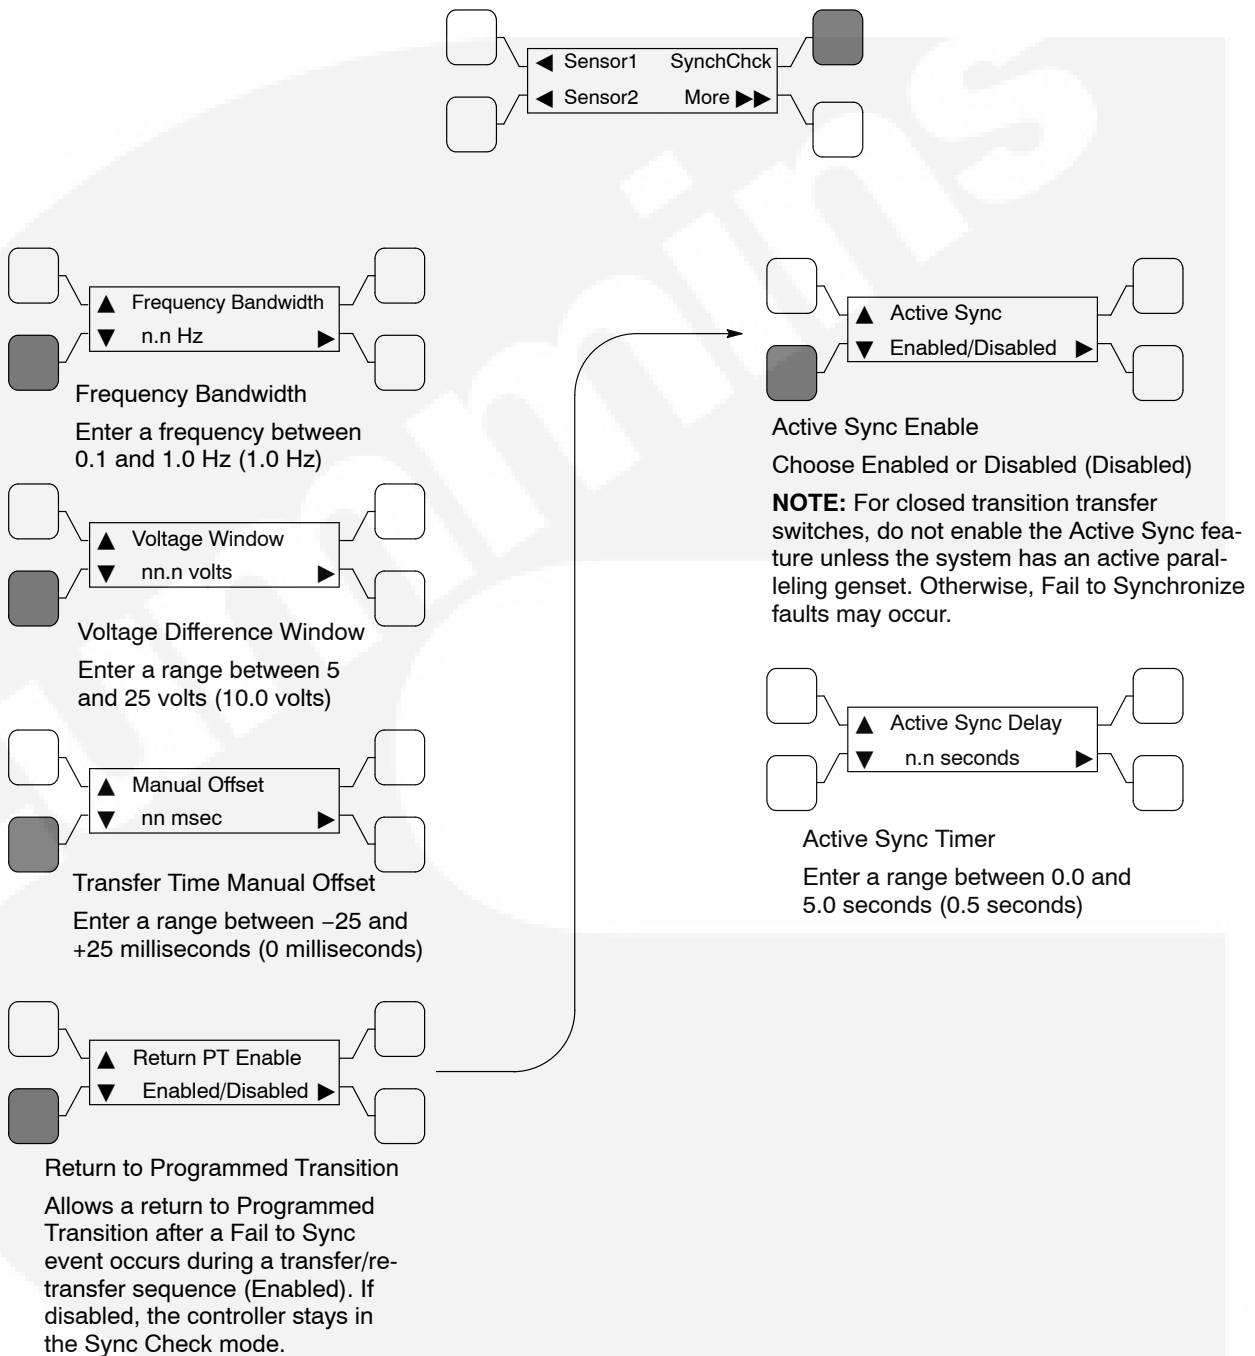 ◀ Sensor1 SynchChck
◀ Sensor2 More ▶▶
▲ Frequency Bandwidth
▼ n.n Hz ▶
Frequency Bandwidth
Enter a frequency between
0.1 and 1.0 Hz (1.0 Hz)
▲ Voltage Window
▼ nn.n volts ▶
Voltage Difference Window
Enter a range between 5
and 25 volts (10.0 volts)
▲ Manual Offset
▼ nn msec ▶
Transfer Time Manual Offset
Enter a range between −25 and
+25 milliseconds (0 milliseconds)
▲ Return PT Enable
▼ Enabled/Disabled ▶
Return to Programmed Transition
Allows a return to Programmed
Transition after a Fail to Sync
event occurs during a transfer/re-
transfer sequence (Enabled). If
disabled, the controller stays in
the Sync Check mode.
▲ Active Sync
▼ Enabled/Disabled ▶
Active Sync Enable
Choose Enabled or Disabled (Disabled)
NOTE: For closed transition transfer
switches, do not enable the Active Sync fea-
ture unless the system has an active paral-
leling genset. Otherwise, Fail to Synchronize
faults may occur.
▲ Active Sync Delay
▼ n.n seconds ▶
Active Sync Timer
Enter a range between 0.0 and
5.0 seconds (0.5 seconds)
cummins